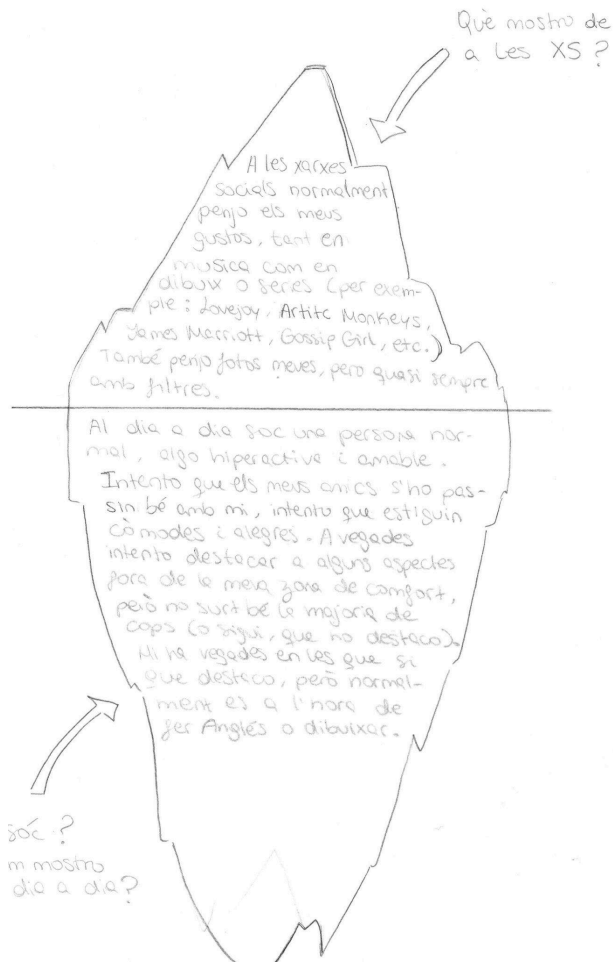 Què mostro de
a les XS?
A les xarxes
socials normalment
penjo els meus
gustos, tant en
musica com en
dibuix o series (per exem-
ple: Lovejoy, Artitc Monkeys,
James Marriott, Gossip Girl, etc.)
També penjo fotos meves, pero quasi sempre
amb filtres.
Al dia a dia soc una persona nor-
mal, algo hiperactiva i amable.
Intento que els meus amics s'ho pas-
sin bé amb mi, intento que estiguin
còmodes i alegres. A vegades
intento destacar a alguns aspectes
fora de la meva zona de comfort,
però no surt bé la majoria de
cops (o sigui, que no destaco).
Hi ha vegades en les que si
que destaco, però normal-
ment es a l'hora de
fer Anglés o dibuixar.
sóc?
m mostro
dia a dia?